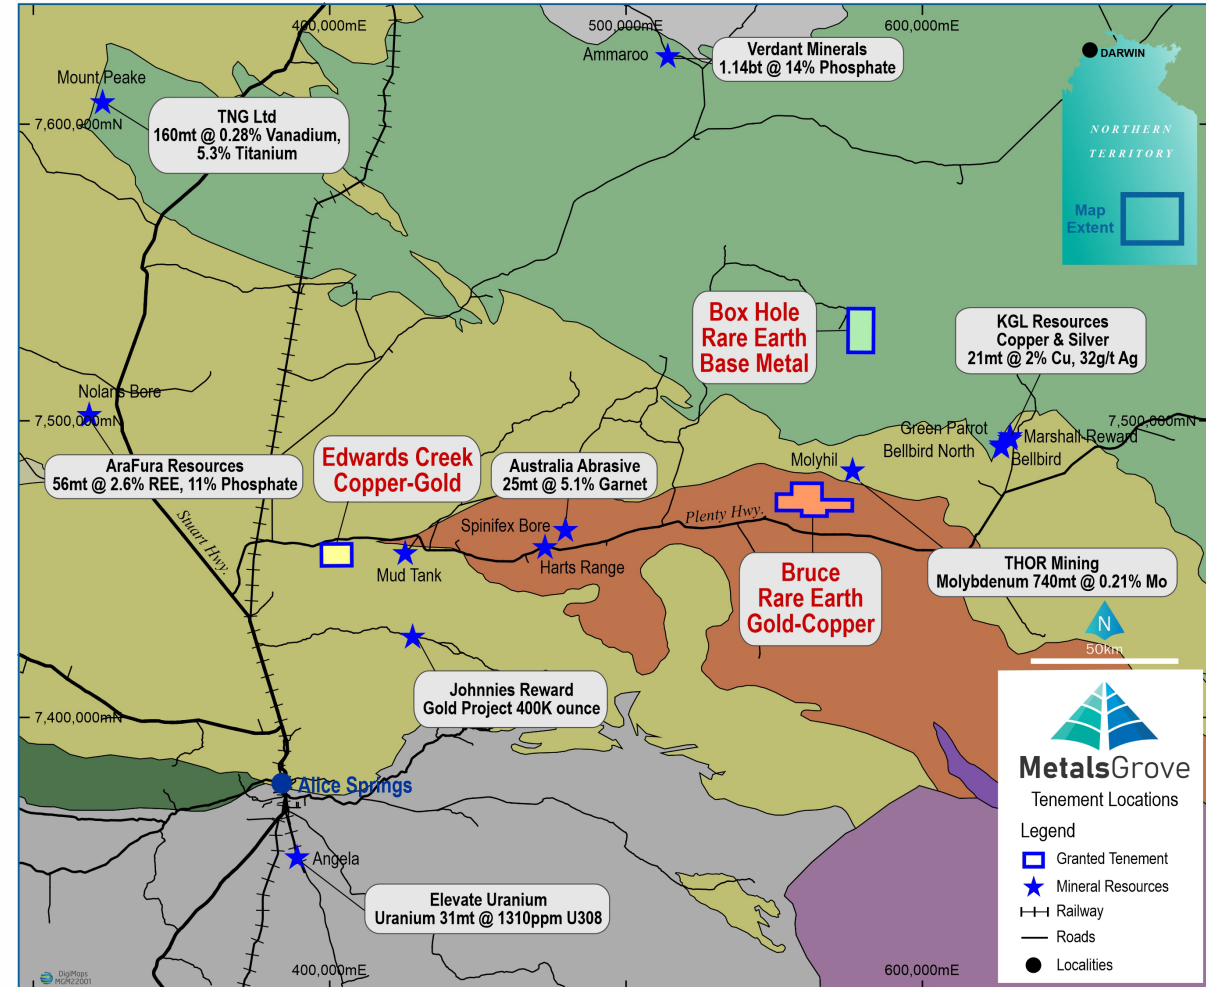 400,000mE
500,000mE
600,000mE
Ammaroo
Verdant Minerals
1.14bt @ 14% Phosphate
DARWIN
Mount Peake
TNG Ltd
160mt @ 0.28% Vanadium,
5.3% Titanium
7,600,000mN
NORTHERN
TERRITORY
Map
Extent
Box Hole
Rare Earth
Base Metal
KGL Resources
Copper & Silver
21mt @ 2% Cu, 32g/t Ag
Nolans Bore
7,500,000mN
7,500,000mN
Green Parrot
Marshall Reward
Bellbird North
Bellbird
AraFura Resources
56mt @ 2.6% REE, 11% Phosphate
Edwards Creek
Copper-Gold
Australia Abrasive
25mt @ 5.1% Garnet
Molyhil
Stuart Hwy.
Spinifex Bore
Plenty Hwy.
Mud Tank
Harts Range
THOR Mining
Molybdenum 740mt @ 0.21% Mo
Bruce
Rare Earth
Gold-Copper
N
50km
Johnnies Reward
Gold Project 400K ounce
7,400,000mN
Alice Springs
Angela
Elevate Uranium
Uranium 31mt @ 1310ppm U308
MetalsGrove
Tenement Locations
Legend
Granted Tenement
Mineral Resources
Railway
Roads
Localities
DigiMaps
MGM22001
400,000mE
600,000mE